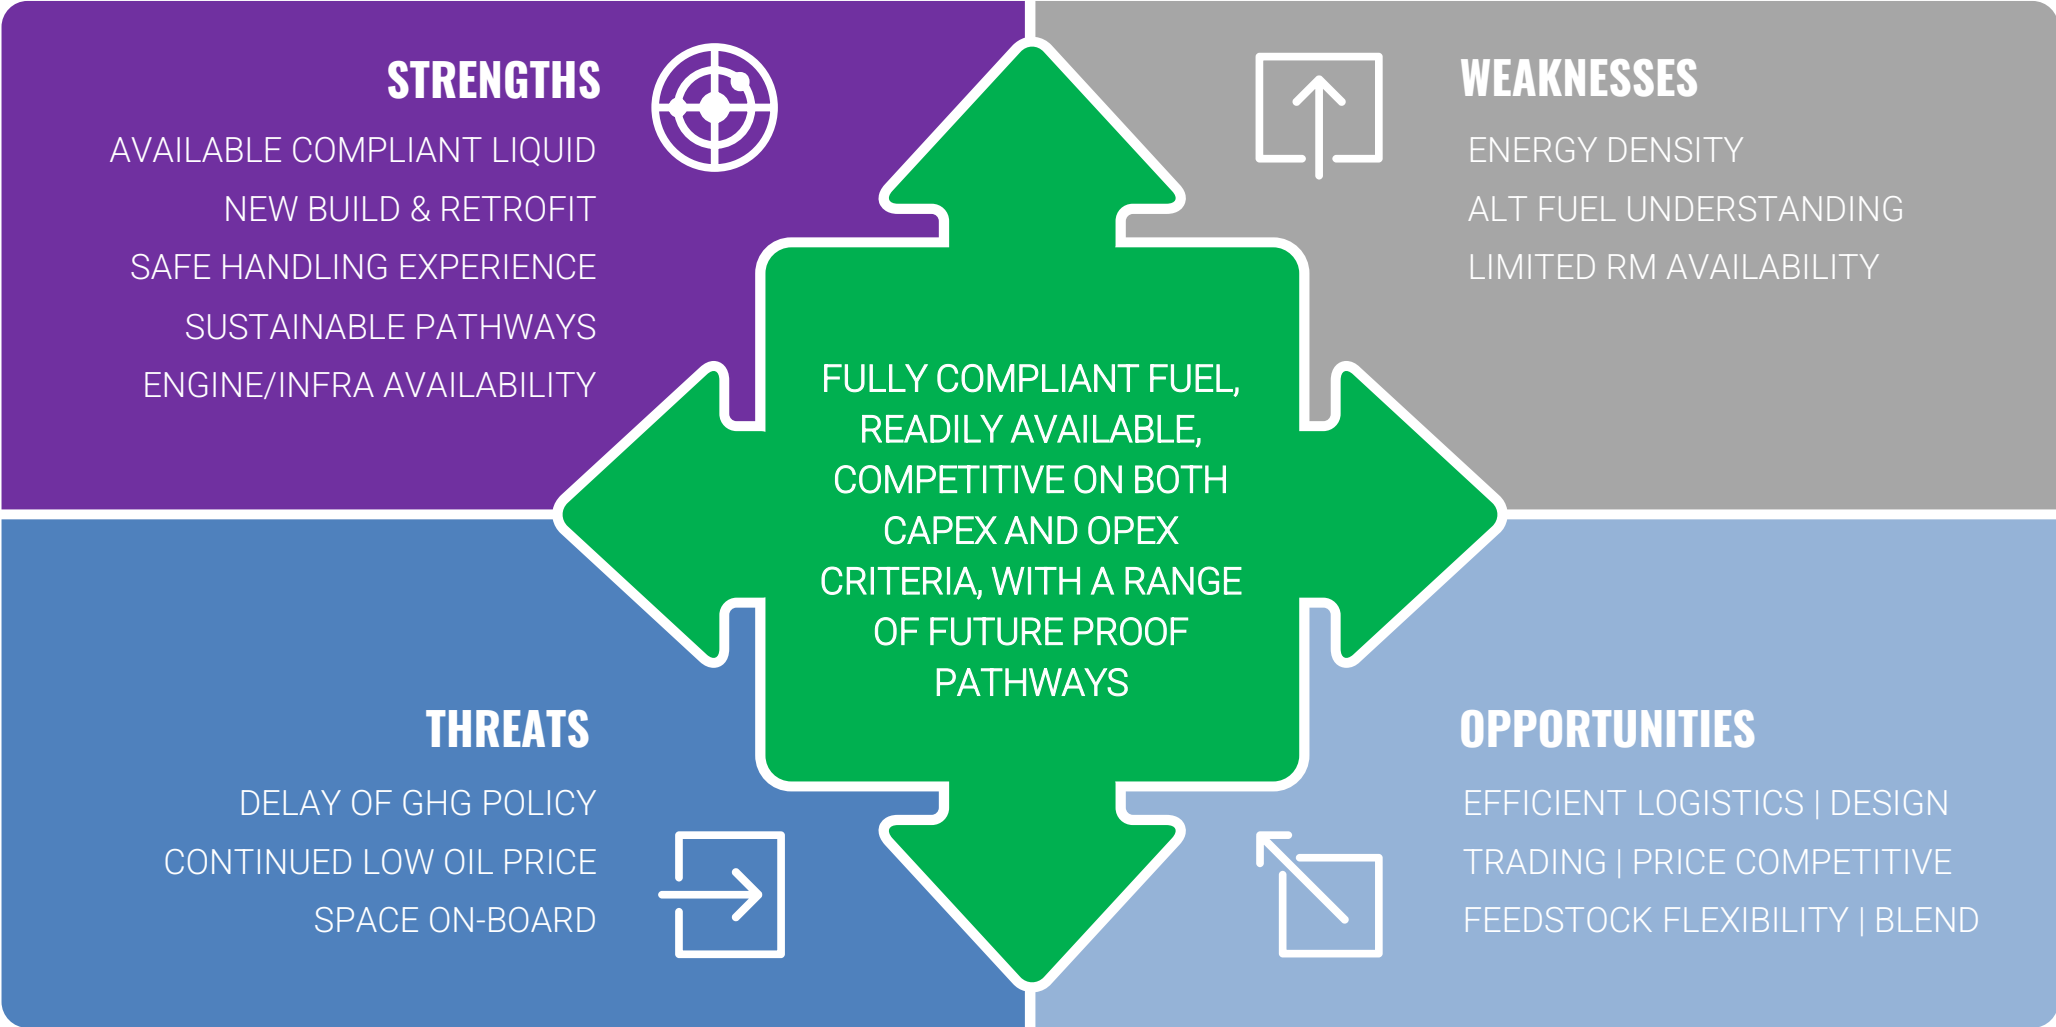 STRENGTHS
AVAILABLE COMPLIANT LIQUID
NEW BUILD & RETROFIT
SAFE HANDLING EXPERIENCE
SUSTAINABLE PATHWAYS
ENGINE/INFRA AVAILABILITY
WEAKNESSES
ENERGY DENSITY
ALT FUEL UNDERSTANDING
LIMITED RM AVAILABILITY
FULLY COMPLIANT FUEL,
READILY AVAILABLE,
COMPETITIVE ON BOTH
CAPEX AND OPEX
CRITERIA, WITH A RANGE
OF FUTURE PROOF
PATHWAYS
THREATS
DELAY OF GHG POLICY
CONTINUED LOW OIL PRICE
SPACE ON-BOARD
OPPORTUNITIES
EFFICIENT LOGISTICS | DESIGN
TRADING | PRICE COMPETITIVE
FEEDSTOCK FLEXIBILITY | BLEND